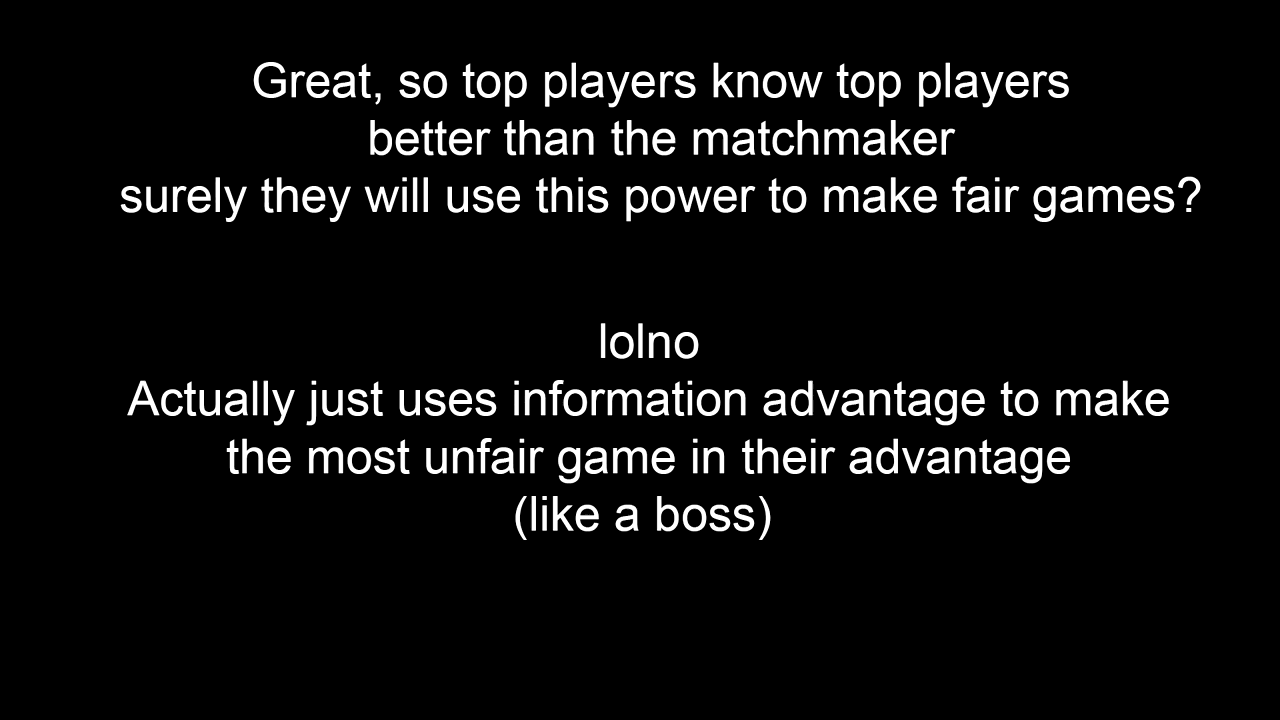 Great, so top players know top players
better than the matchmaker
surely they will use this power to make fair games?
lolno
Actually just uses information advantage to make
the most unfair game in their advantage
(like a boss)